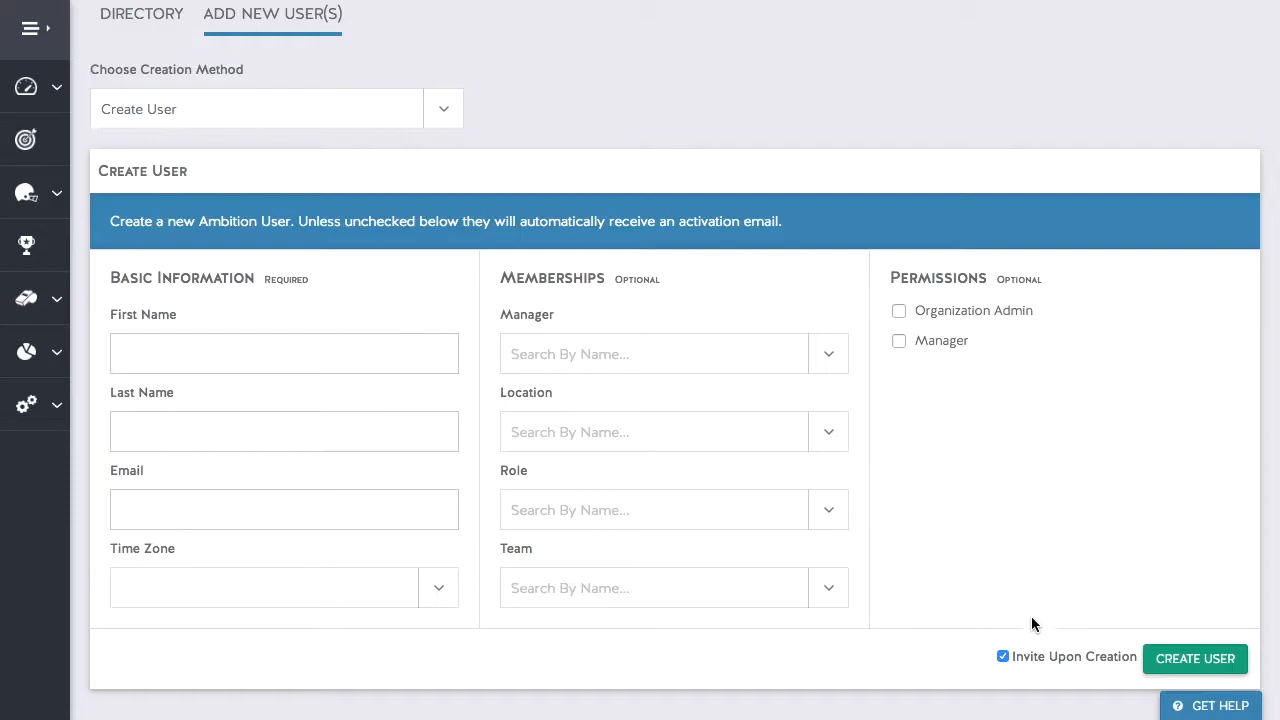 DIRECTORY ADD NEW USER(S)
Choose Creation Method
Create User
Create User
Create a new Ambition User. Unless unchecked below they will automatically receive an activation email.
Basic Information Required
First Name
Last Name
Email
Time Zone
Memberships Optional
Manager
Search By Name...
Location
Search By Name...
Role
Search By Name...
Team
Search By Name...
Permissions Optional
Organization Admin
Manager
Invite Upon Creation CREATE USER
GET HELP